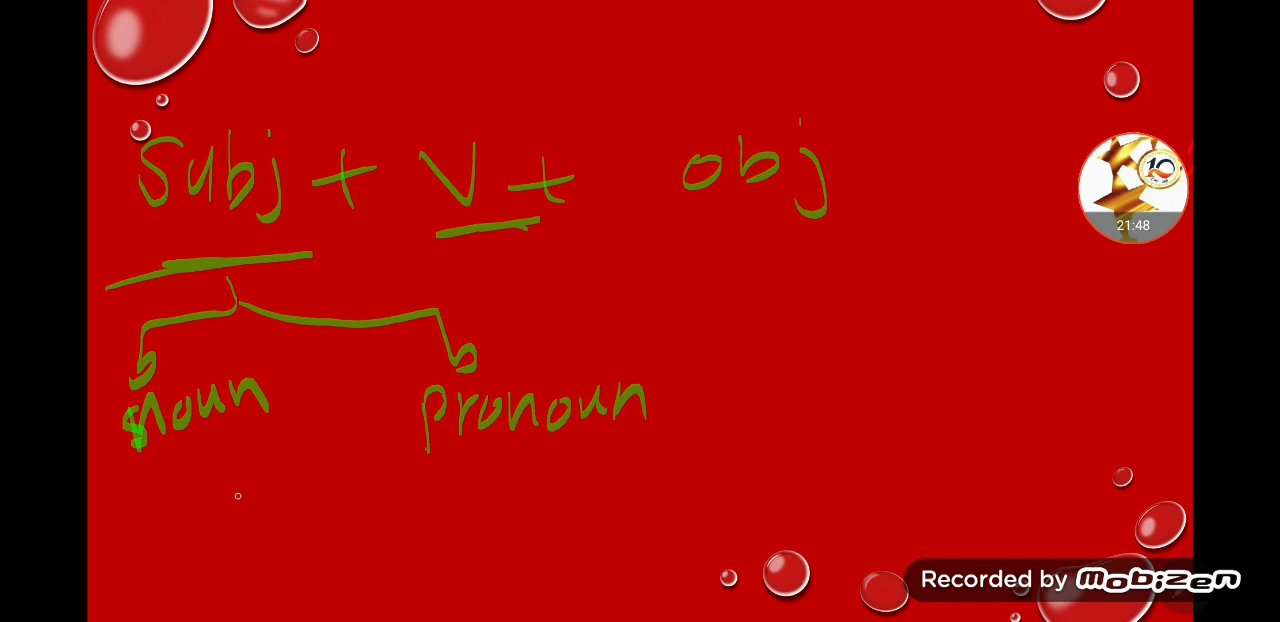 Subj + V + obj
21:48
noun pronoun
Recorded by mobizen